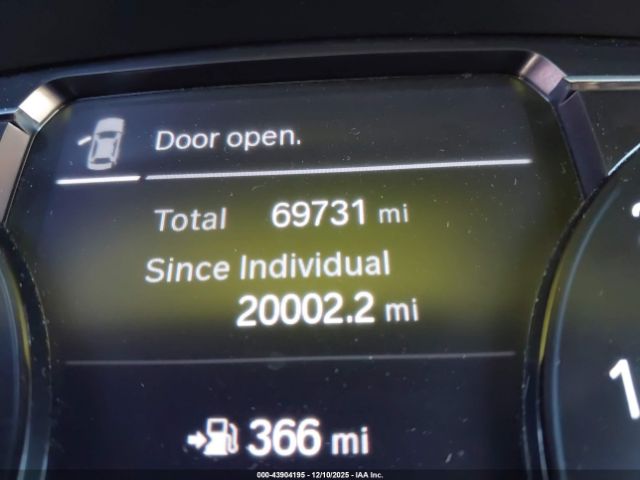 Door open.
Total 69731 mi
Since Individual
20002.2 mi
366 mi
1
000-43904195 - 12/10/2025 - IAA Inc.